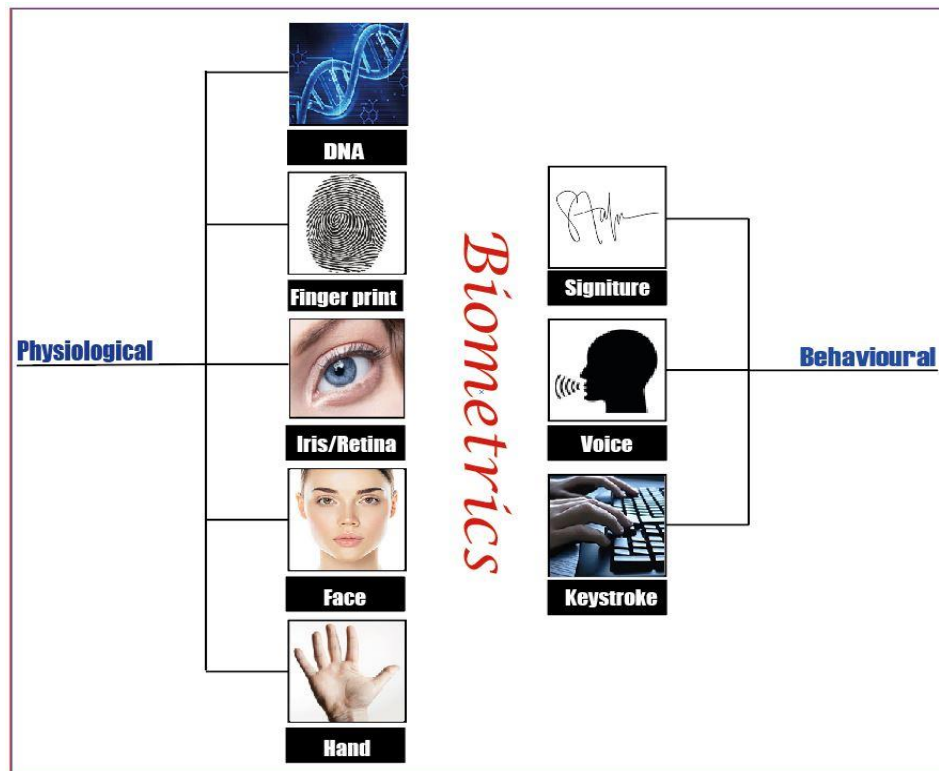 DNA
Finger print
Physiological
Iris/Retina
Face
Hand
Biometrics
Signiture
Voice
Behavioural
Keystroke